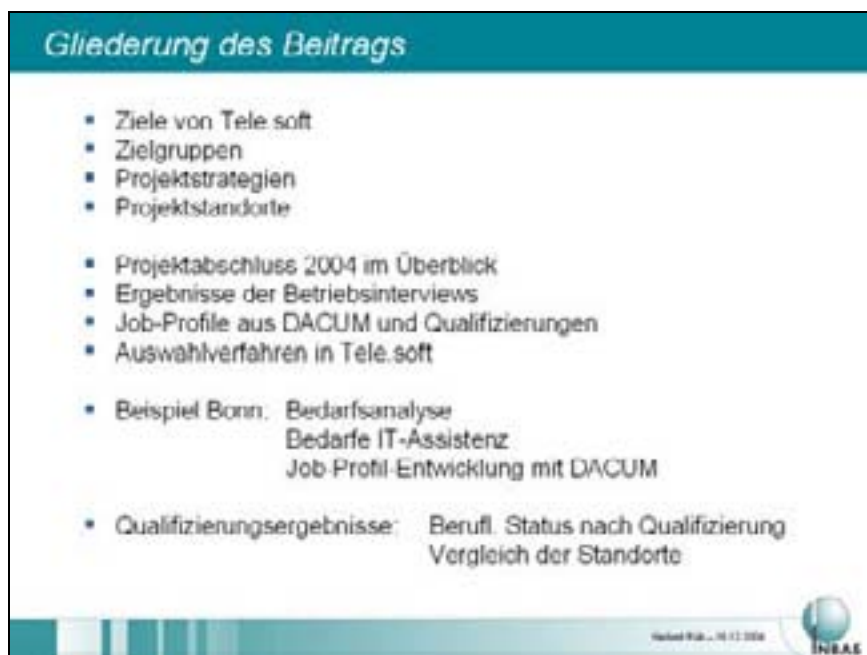 Gliederung des Beitrags
▪ Ziele von Tele.soft
▪ Zielgruppen
▪ Projektstrategien
▪ Projektstandorte
▪ Projektabschluss 2004 im Überblick
▪ Ergebnisse der Betriebsinterviews
▪ Job-Profile aus DACUM und Qualifizierungen
▪ Auswahlverfahren in Tele.soft
▪ Beispiel Bonn: Bedarfsanalyse
Bedarfe IT-Assistenz
Job-Profil-Entwicklung mit DACUM
▪ Qualifizierungsergebnisse: Berufl. Status nach Qualifizierung
Vergleich der Standorte
INBAS